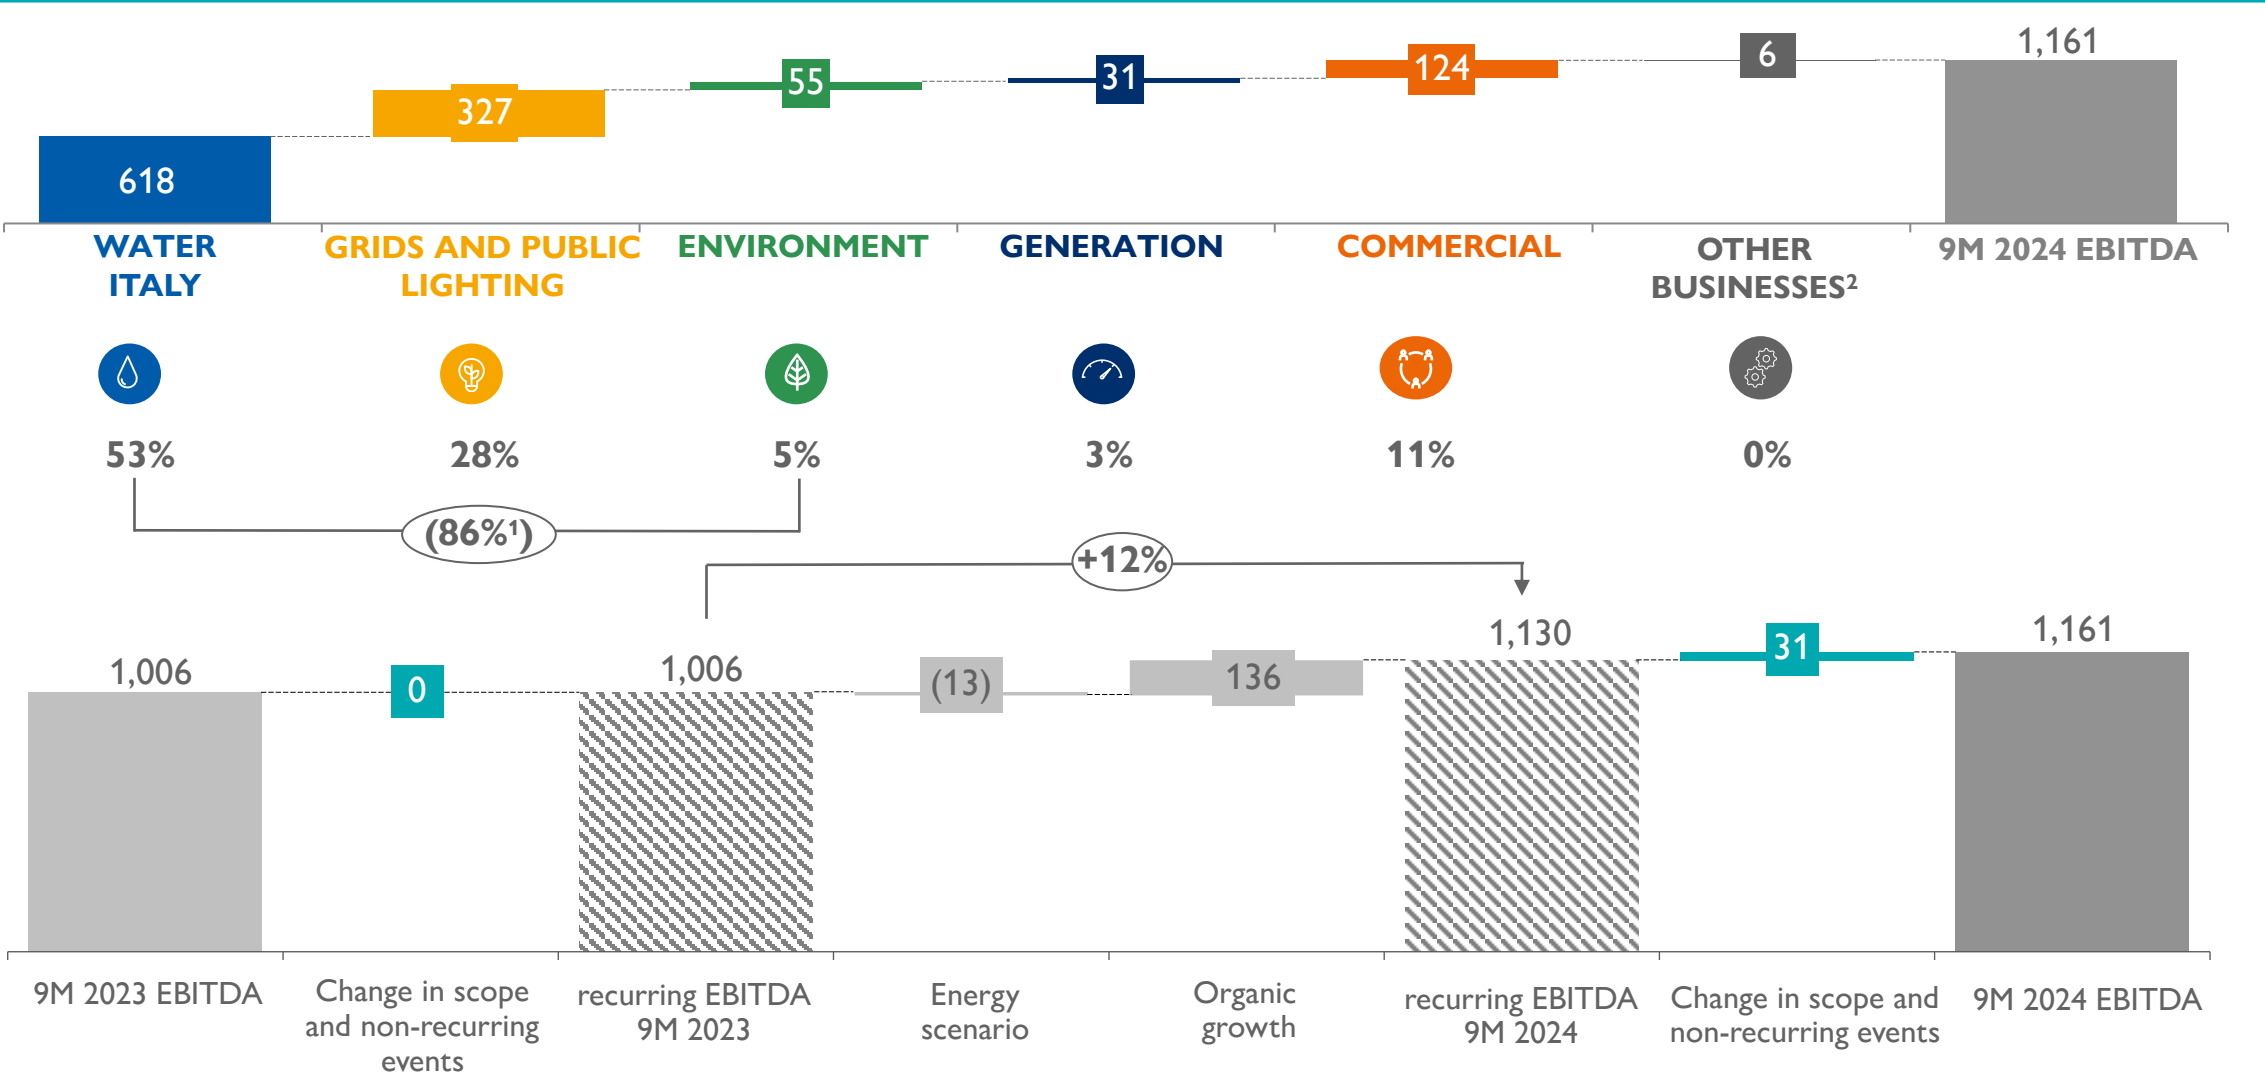 618
327
55
31
124
6
1,161
WATER
ITALY
GRIDS AND PUBLIC
LIGHTING
ENVIRONMENT
GENERATION
COMMERCIAL
OTHER
BUSINESSES²
9M 2024 EBITDA
53%
28%
5%
3%
11%
0%
(86%¹)
+12%
1,006
0
1,006
(13)
136
1,130
31
1,161
9M 2023 EBITDA
Change in scope
and non-recurring
events
recurring EBITDA
9M 2023
Energy
scenario
Organic
growth
recurring EBITDA
9M 2024
Change in scope and
non-recurring events
9M 2024 EBITDA